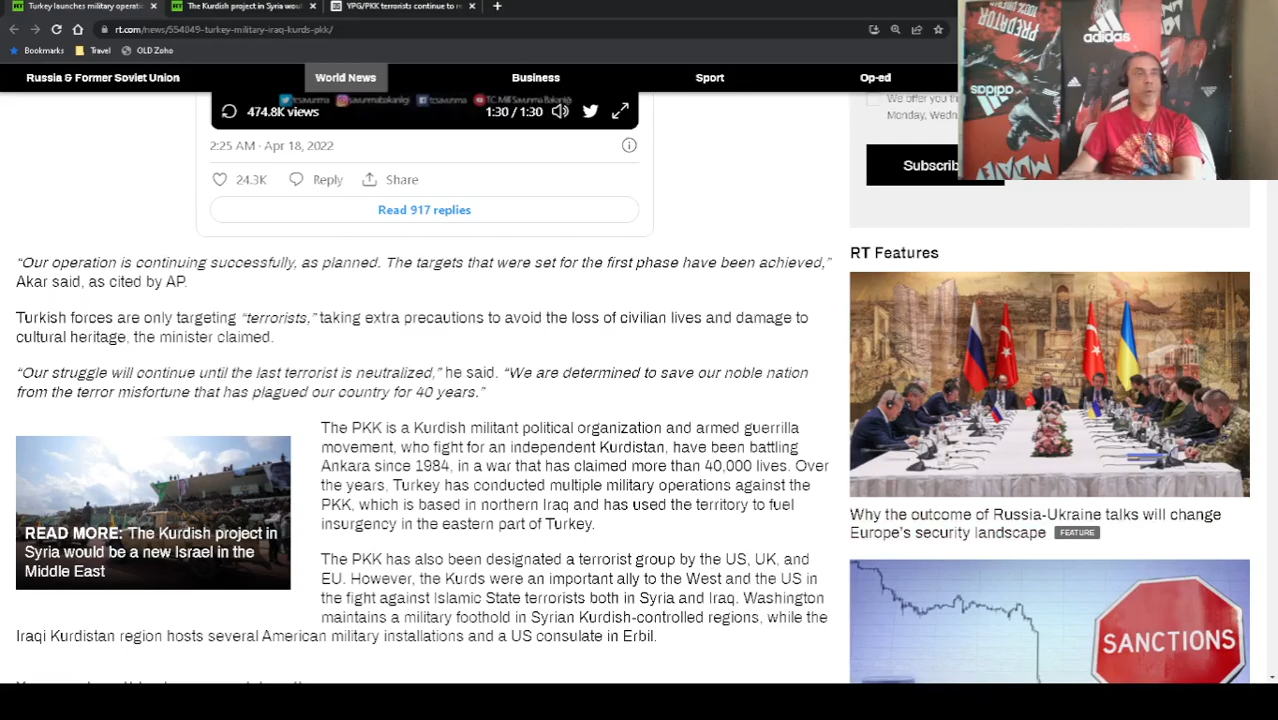 Turkey launches military operati
The Kurdish project in Syria wou
YPG/PKK terrorists continue to r
rt.com/news/554049-turkey-military-iraq-kurds-pkk/
Bookmarks
Travel
OLD Zoho
Russia & Former Soviet Union
World News
Business
Sport
Op-ed
tcsavunma
savunmabakanligi
tcsavunma
T.C. Millî Savunma Bakanlığı
474.8K views
1:30 / 1:30
2:25 AM · Apr 18, 2022
24.3K
Reply
Share
Read 917 replies
“Our operation is continuing successfully, as planned. The targets that were set for the first phase have been achieved,”
Akar said, as cited by AP.
Turkish forces are only targeting “terrorists,” taking extra precautions to avoid the loss of civilian lives and damage to
cultural heritage, the minister claimed.
“Our struggle will continue until the last terrorist is neutralized,” he said. “We are determined to save our noble nation
from the terror misfortune that has plagued our country for 40 years.”
READ MORE: The Kurdish project in
Syria would be a new Israel in the
Middle East
The PKK is a Kurdish militant political organization and armed guerrilla
movement, who fight for an independent Kurdistan, have been battling
Ankara since 1984, in a war that has claimed more than 40,000 lives. Over
the years, Turkey has conducted multiple military operations against the
PKK, which is based in northern Iraq and has used the territory to fuel
insurgency in the eastern part of Turkey.
The PKK has also been designated a terrorist group by the US, UK, and
EU. However, the Kurds were an important ally to the West and the US in
the fight against Islamic State terrorists both in Syria and Iraq. Washington
maintains a military foothold in Syrian Kurdish-controlled regions, while the
Iraqi Kurdistan region hosts several American military installations and a US consulate in Erbil.
We offer you th
Monday, Wedn
Subscrib
PREDATOR
adidas
adidas
RT Features
Why the outcome of Russia-Ukraine talks will change
Europe’s security landscape
FEATURE
SANCTIONS